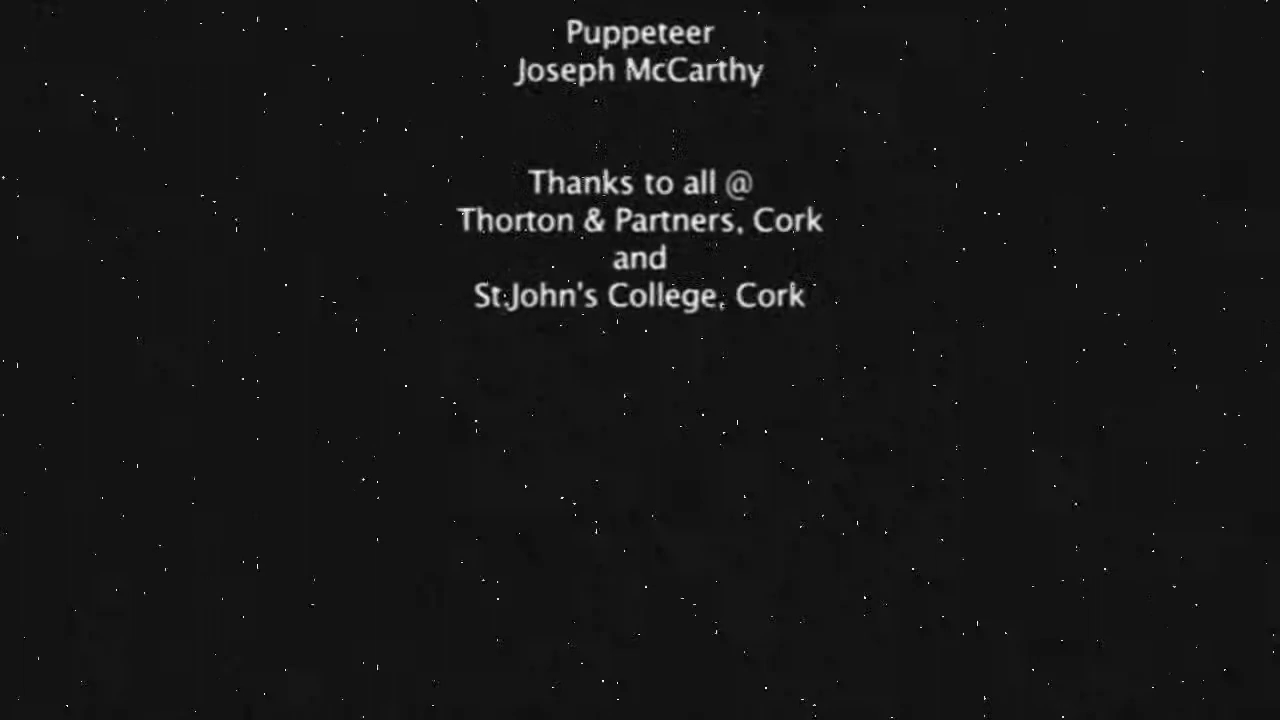 Puppeteer
Joseph McCarthy
Thanks to all @
Thorton & Partners, Cork
and
St.John's College, Cork